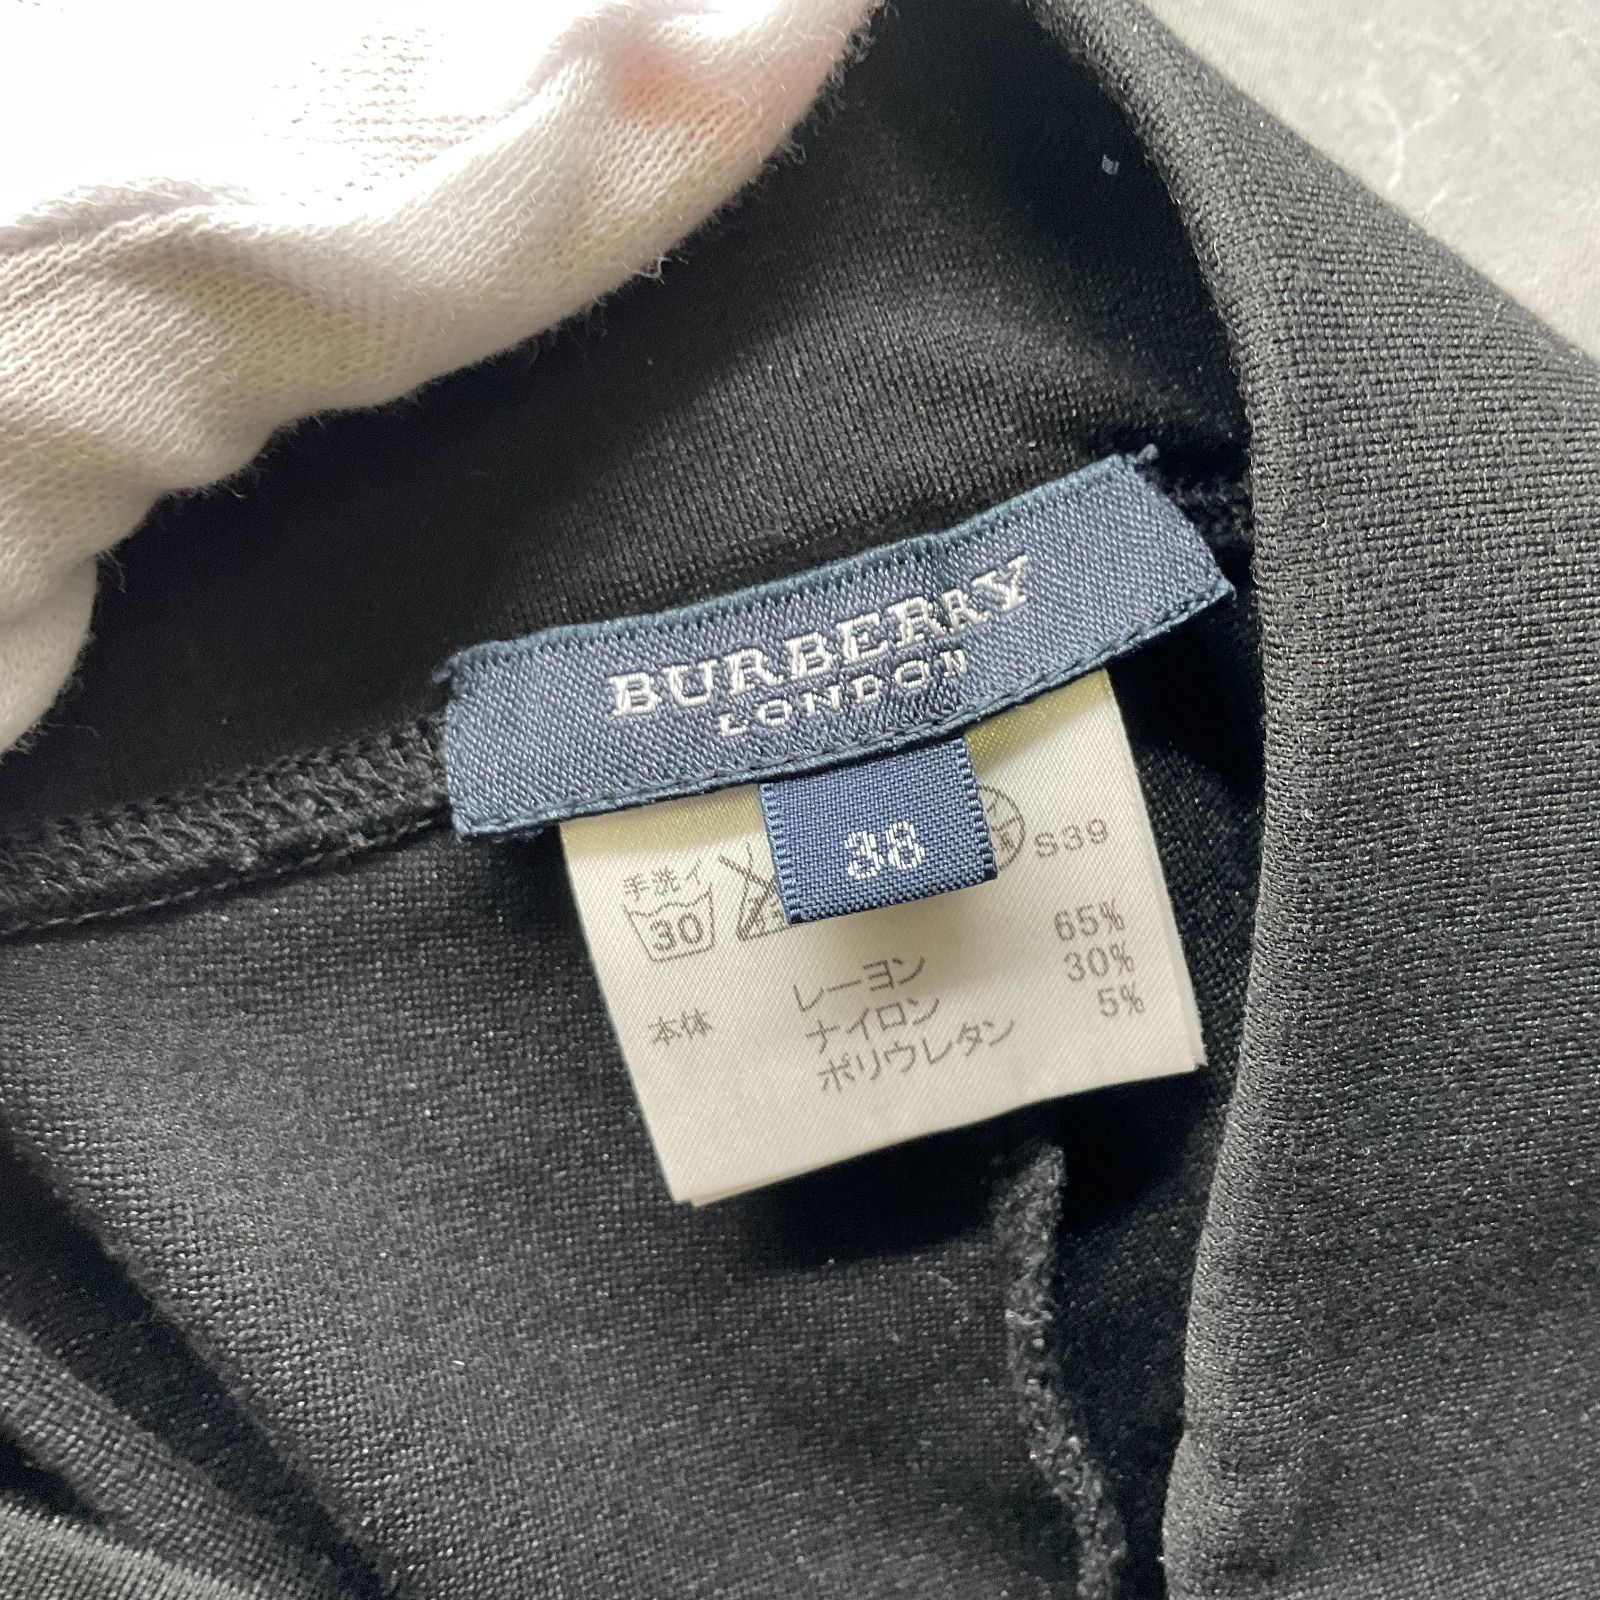 BURBERRY
LONDON
38
S39
手洗イ
30
レーヨン 65%
本体 ナイロン 30%
ポリウレタン 5%